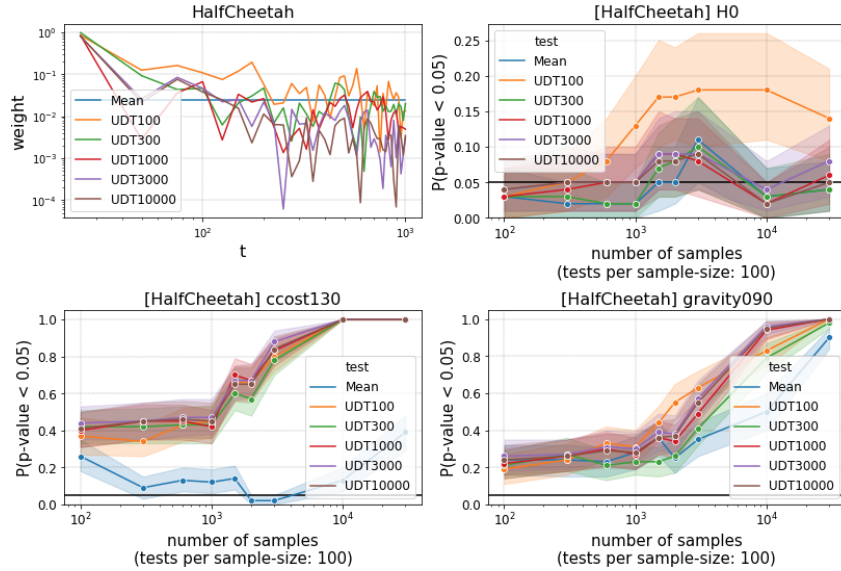 HalfCheetah
10⁰
10⁻¹
10⁻²
10⁻³
10⁻⁴
weight
Mean
UDT100
UDT300
UDT1000
UDT3000
UDT10000
10²
10³
t
[HalfCheetah] H0
0.25
0.20
0.15
0.10
0.05
0.00
P(p-value < 0.05)
test
Mean
UDT100
UDT300
UDT1000
UDT3000
UDT10000
10²
10³
10⁴
number of samples
(tests per sample-size: 100)
[HalfCheetah] ccost130
1.0
0.8
0.6
0.4
0.2
0.0
P(p-value < 0.05)
test
Mean
UDT100
UDT300
UDT1000
UDT3000
UDT10000
10²
10³
10⁴
number of samples
(tests per sample-size: 100)
[HalfCheetah] gravity090
1.0
0.8
0.6
0.4
0.2
0.0
P(p-value < 0.05)
test
Mean
UDT100
UDT300
UDT1000
UDT3000
UDT10000
10²
10³
10⁴
number of samples
(tests per sample-size: 100)